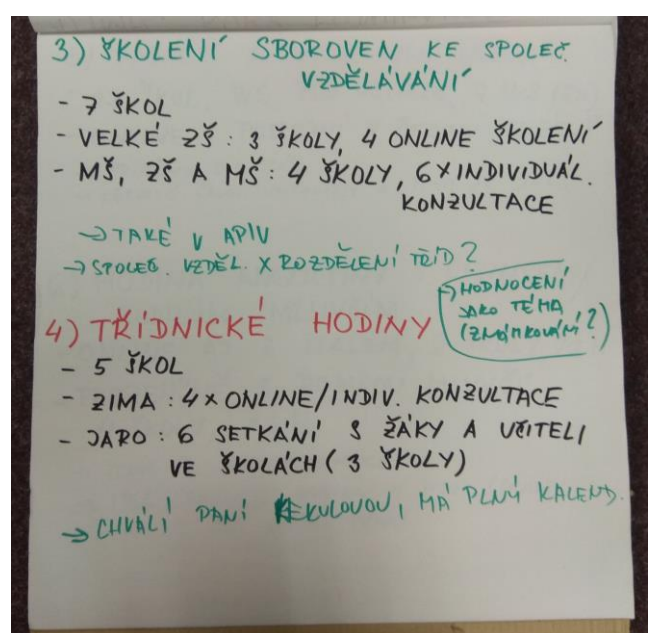 3) ŠKOLENÍ SBOROVEN KE SPOLEČ.
VZDĚLÁVÁNÍ
- 7 ŠKOL
- VELKÉ ZŠ : 3 ŠKOLY, 4 ONLINE ŠKOLENÍ
- MŠ, ZŠ A MŠ : 4 ŠKOLY, 6 X INDIVIDUÁL.
KONZULTACE
→ TAKÉ V APIV
→ SPOLEČ. VZDĚL. X ROZDĚLENÍ TŘÍD?
→ HODNOCENÍ
JAKO TÉMA
(ZNÁMKOVÁNÍ?)
4) TŘÍDNICKÉ HODINY
- 5 ŠKOL
- ZIMA : 4 x ONLINE/INDIV. KONZULTACE
- JARO : 6 SETKÁNÍ S ŽÁKY A UČITELI
VE ŠKOLÁCH (3 ŠKOLY)
→ CHVÁLÍ PANÍ KEKULOVOU, MÁ PLNÝ KALEND.